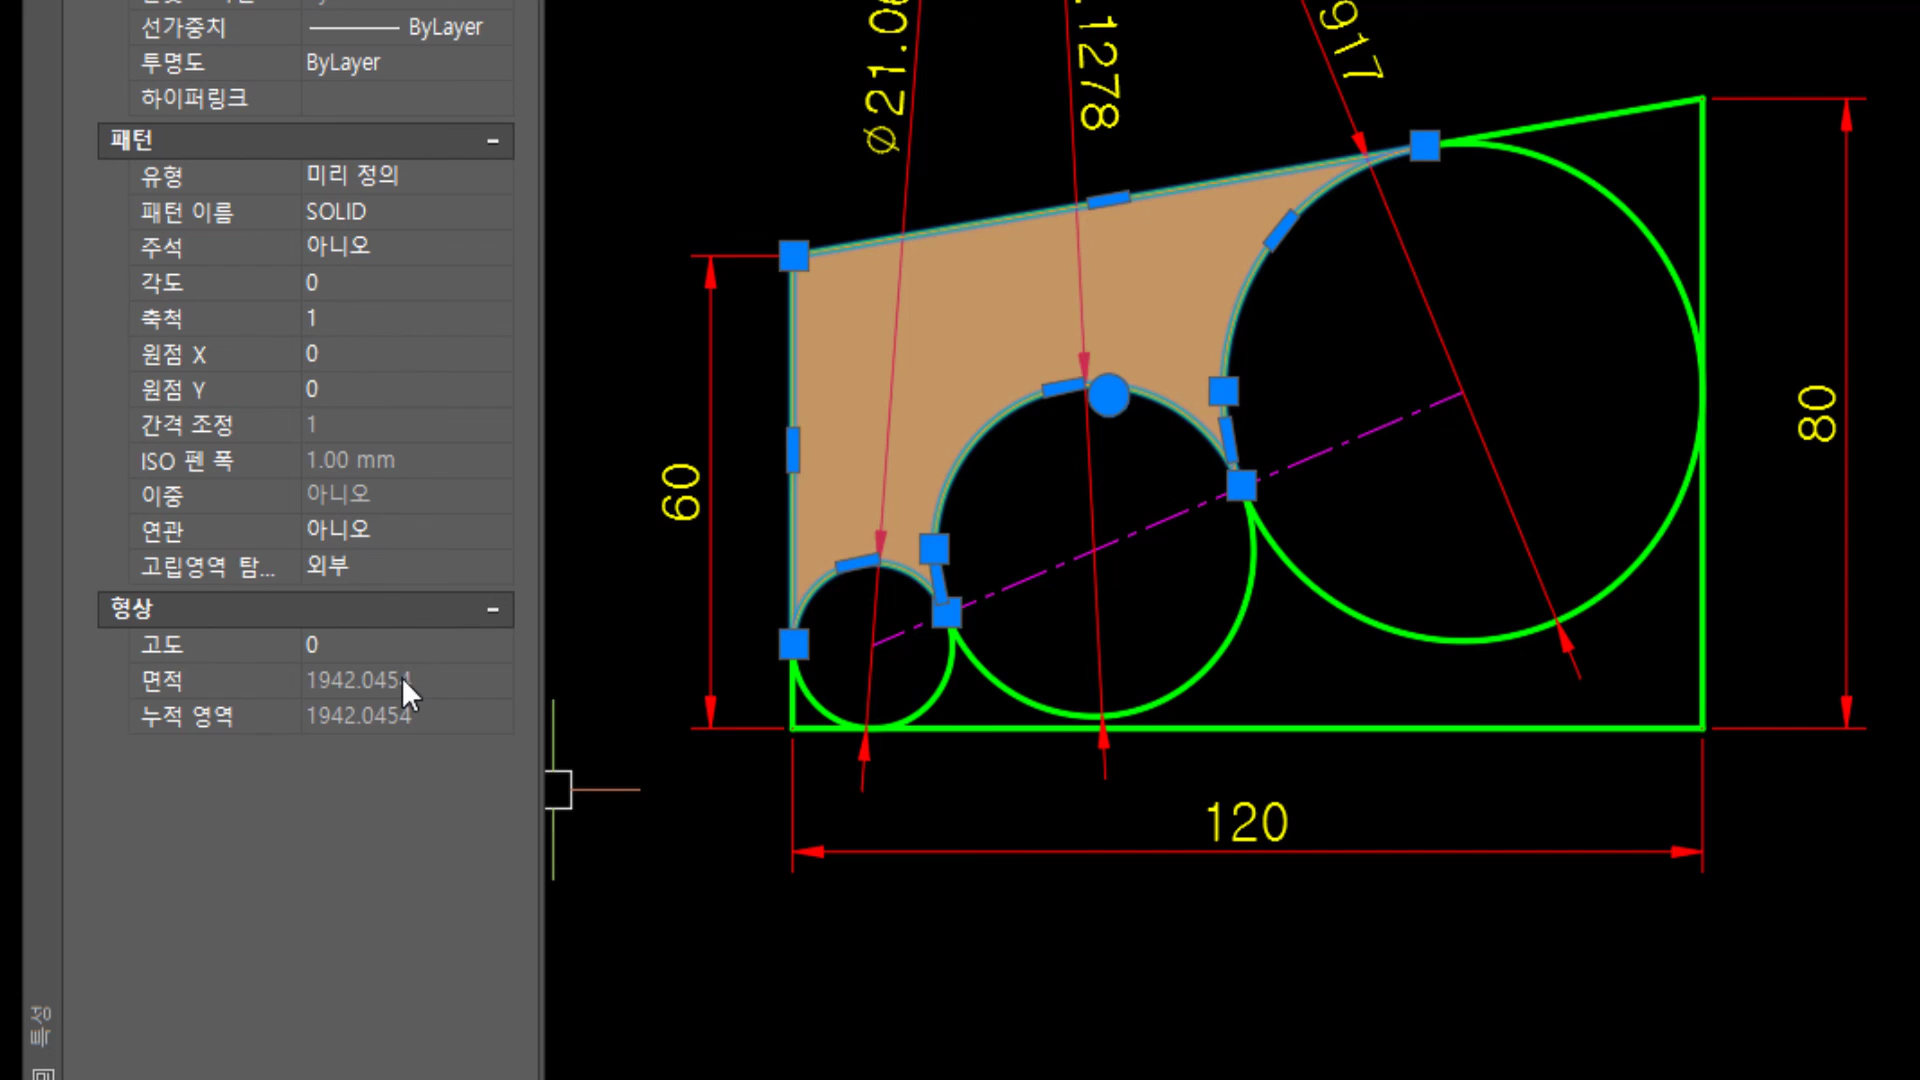 선가중치 ByLayer
투명도 ByLayer
하이퍼링크
패턴
유형 미리 정의
패턴 이름 SOLID
주석 아니오
각도 0
축척 1
원점 X 0
원점 Y 0
간격 조정 1
ISO 펜 폭 1.00 mm
이중 아니오
연관 아니오
고립영역 탐... 외부
형상
고도 0
면적 1942.0454
누적 영역 1942.0454
특성
⌀21.0
.1278
917
60
80
120